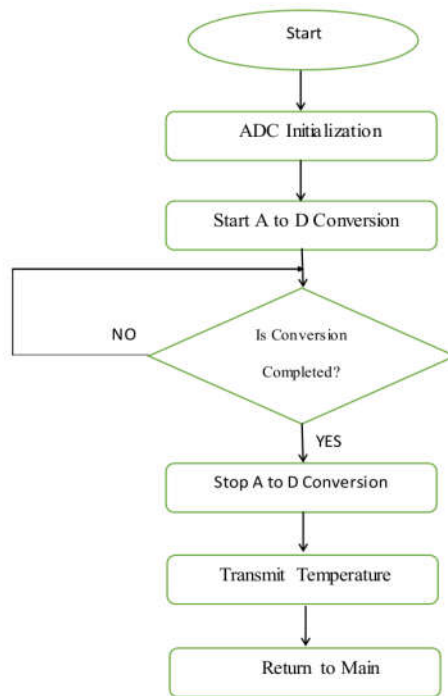 Start
ADC Initialization
Start A to D Conversion
Is Conversion
Completed?
NO
YES
Stop A to D Conversion
Transmit Temperature
Return to Main